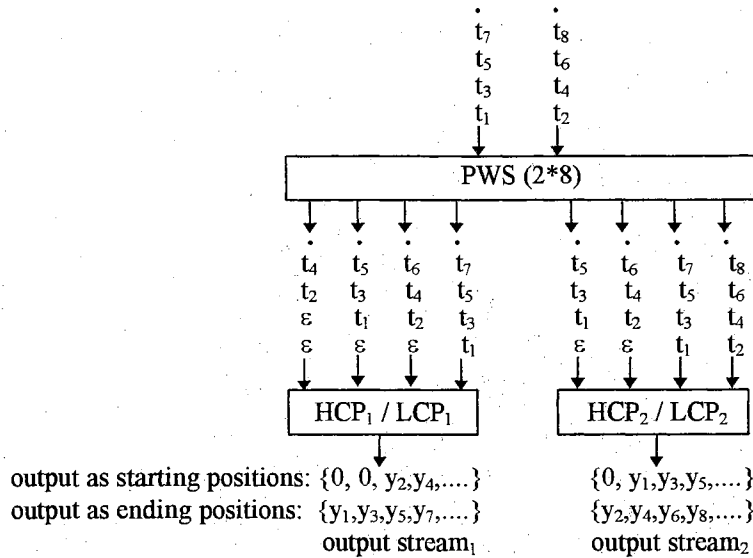 . .
t₇ t₈
t₅ t₆
t₃ t₄
t₁ t₂
PWS (2*8)
. . . . . . . .
t₄ t₅ t₆ t₇ t₅ t₆ t₇ t₈
t₂ t₃ t₄ t₅ t₃ t₄ t₅ t₆
ε t₁ t₂ t₃ t₁ t₂ t₃ t₄
ε ε ε t₁ ε ε t₁ t₂
HCP₁ / LCP₁ HCP₂ / LCP₂
output as starting positions: {0, 0, y₂,y₄,....} {0, y₁,y₃,y₅,....}
output as ending positions: {y₁,y₃,y₅,y₇,....} {y₂,y₄,y₆,y₈,....}
output stream₁ output stream₂